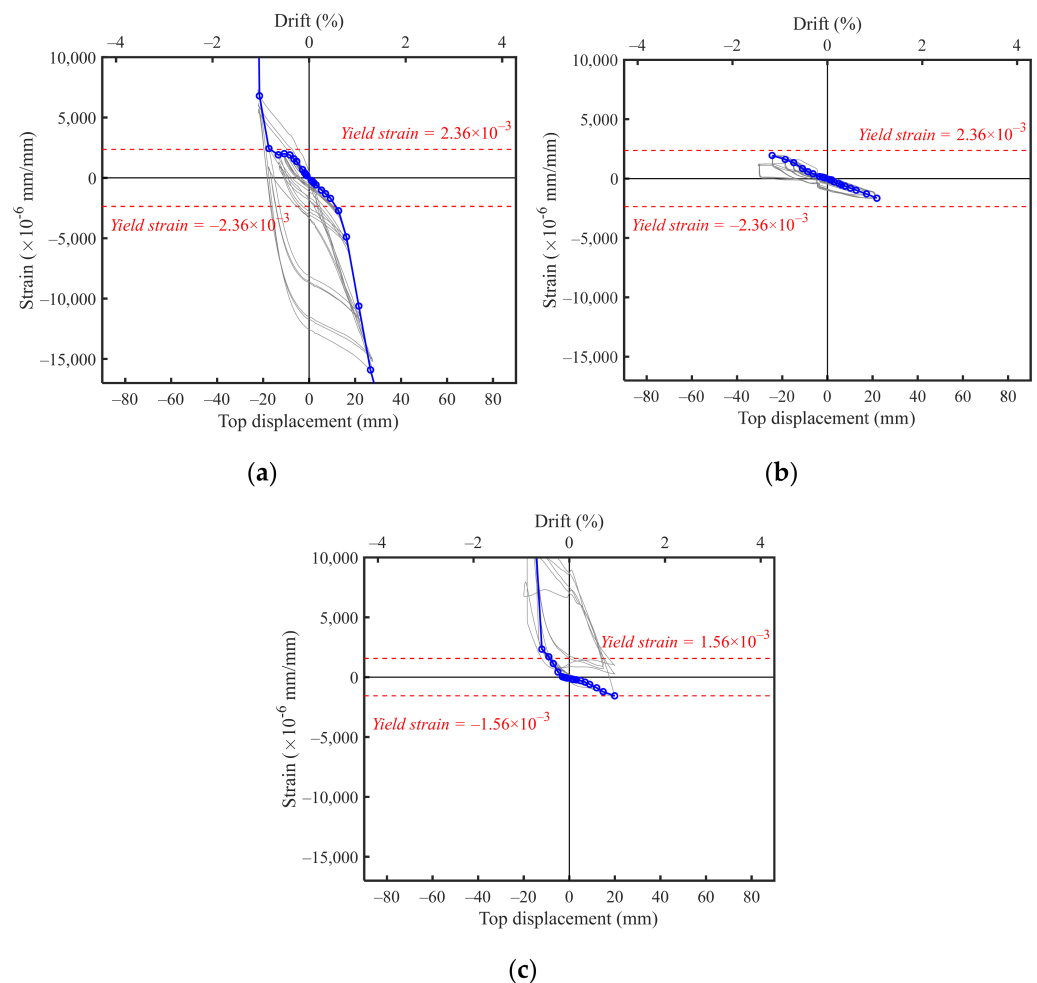 Drift (%)
–4 –2 0 2 4
10,000
5,000
0
–5,000
–10,000
–15,000
Strain (×10⁻⁶ mm/mm)
Yield strain = 2.36×10⁻³
Yield strain = –2.36×10⁻³
–80 –60 –40 –20 0 20 40 60 80
Top displacement (mm)
(a)
Drift (%)
–4 –2 0 2 4
10,000
5,000
0
–5,000
–10,000
–15,000
Strain (×10⁻⁶ mm/mm)
Yield strain = 2.36×10⁻³
Yield strain = –2.36×10⁻³
–80 –60 –40 –20 0 20 40 60 80
Top displacement (mm)
(b)
Drift (%)
–4 –2 0 2 4
10,000
5,000
0
–5,000
–10,000
–15,000
Strain (×10⁻⁶ mm/mm)
Yield strain = 1.56×10⁻³
Yield strain = –1.56×10⁻³
–80 –60 –40 –20 0 20 40 60 80
Top displacement (mm)
(c)